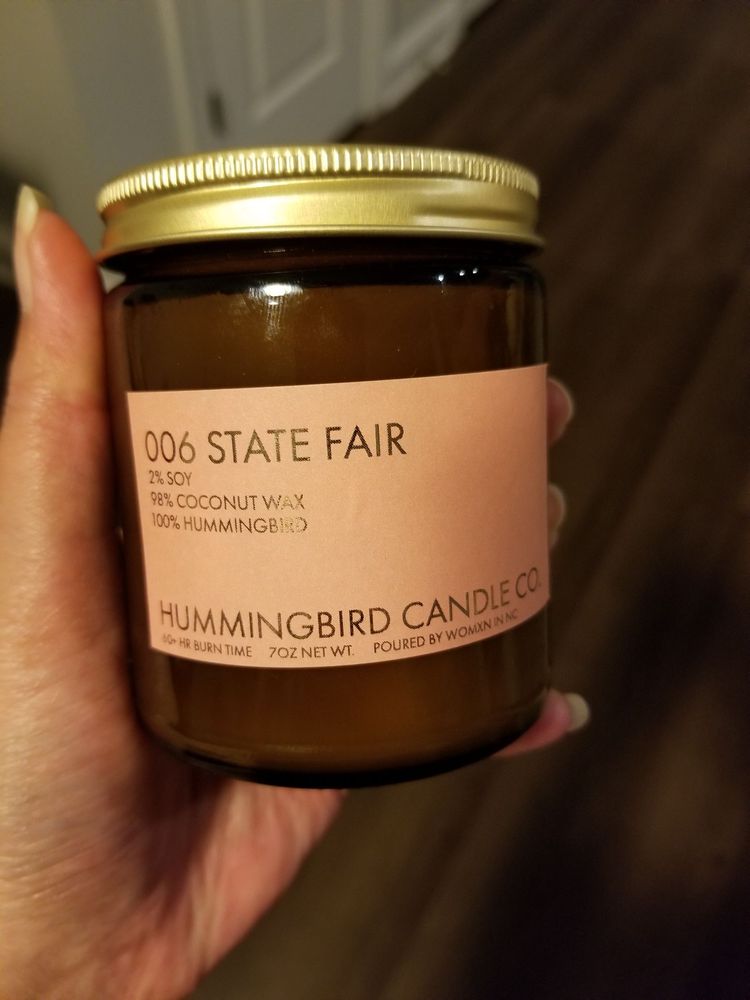 006 STATE FAIR
2% SOY
98% COCONUT WAX
100% HUMMINGBIRD
HUMMINGBIRD CANDLE CO.
60+ HR BURN TIME 7OZ NET WT. POURED BY WOMXN IN NC